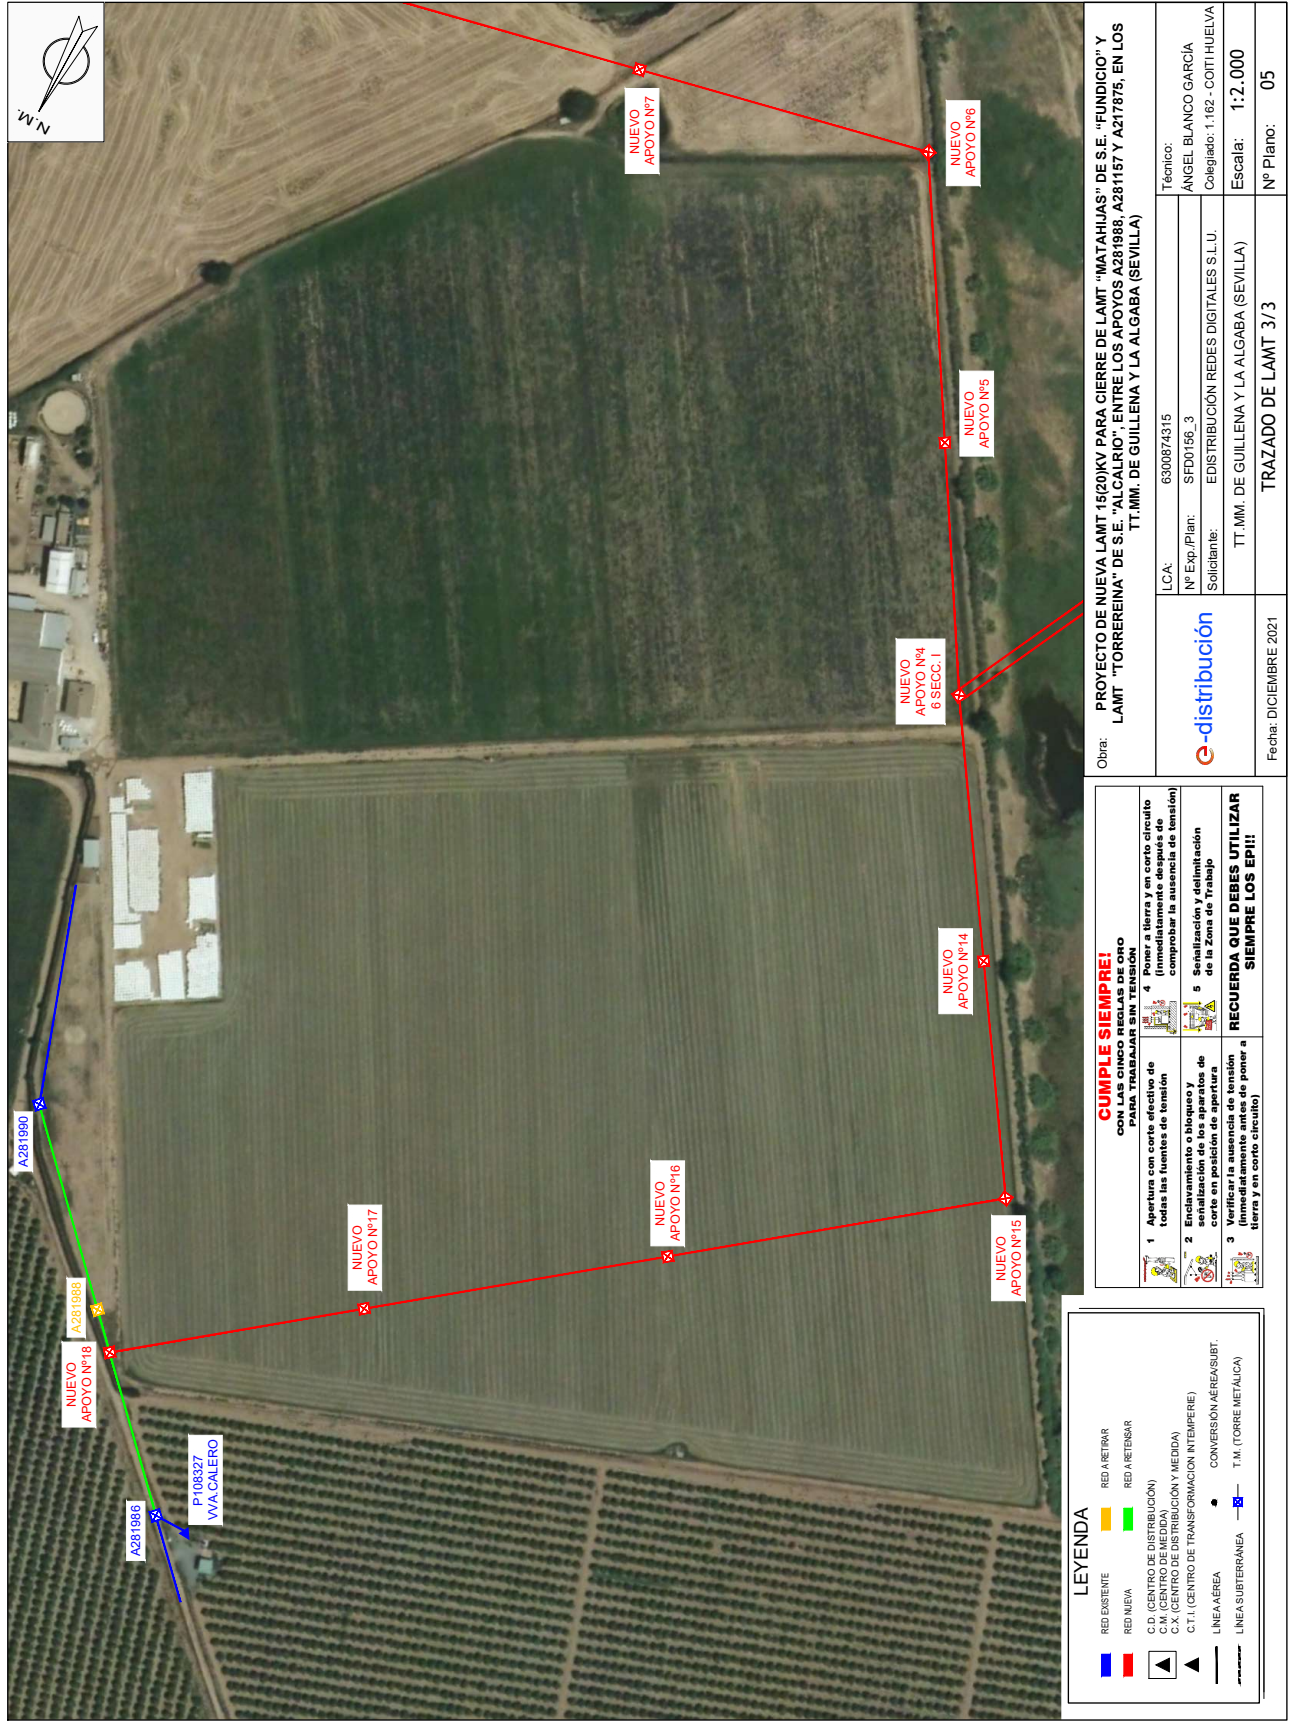 N.M.
A281986
P108327
VVA.CALERO
NUEVO
APOYO Nº18
A281988
A281990
NUEVO
APOYO Nº17
NUEVO
APOYO Nº16
NUEVO
APOYO Nº15
NUEVO
APOYO Nº14
NUEVO
APOYO Nº4
6 SECC. I
NUEVO
APOYO Nº5
NUEVO
APOYO Nº6
NUEVO
APOYO Nº7
LEYENDA
RED EXISTENTE
RED A RETIRAR
RED NUEVA
RED A RETENSAR
C.D. (CENTRO DE DISTRIBUCIÓN)
C.M. (CENTRO DE MEDIDA)
C.X. (CENTRO DE DISTRIBUCIÓN Y MEDIDA)
C.T.I. (CENTRO DE TRANSFORMACION INTEMPERIE)
LÍNEA AÉREA
CONVERSIÓN AÉREA/SUBT.
LÍNEA SUBTERRÁNEA
T.M. (TORRE METÁLICA)
CUMPLE SIEMPRE!
CON LAS CINCO REGLAS DE ORO
PARA TRABAJAR SIN TENSIÓN
1 Apertura con corte efectivo de
todas las fuentes de tensión
2 Enclavamiento o bloqueo y
señalización de los aparatos de
corte en posición de apertura
3 Verificar la ausencia de tensión
(inmediatamente antes de poner a
tierra y en corto circuito)
4 Poner a tierra y en corto circuito
(inmediatamente después de
comprobar la ausencia de tensión)
5 Señalización y delimitación
de la Zona de Trabajo
RECUERDA QUE DEBES UTILIZAR
SIEMPRE LOS EPI!!
Obra:
PROYECTO DE NUEVA LAMT 15(20)KV PARA CIERRE DE LAMT "MATAHIJAS" DE S.E. "FUNDICIO" Y
LAMT "TORREREINA" DE S.E. "ALCALRIO", ENTRE LOS APOYOS A281988, A281157 Y A217875, EN LOS
TT.MM. DE GUILLENA Y LA ALGABA (SEVILLA)
e-distribución
LCA: 6300874315
Nº Exp./Plan: SFD0156_3
Solicitante: EDISTRIBUCIÓN REDES DIGITALES S.L.U.
Técnico:
ÁNGEL BLANCO GARCÍA
Colegiado: 1.162 - COITI HUELVA
TT.MM. DE GUILLENA Y LA ALGABA (SEVILLA)
Escala: 1:2.000
Fecha: DICIEMBRE 2021
TRAZADO DE LAMT 3/3
Nº Plano: 05